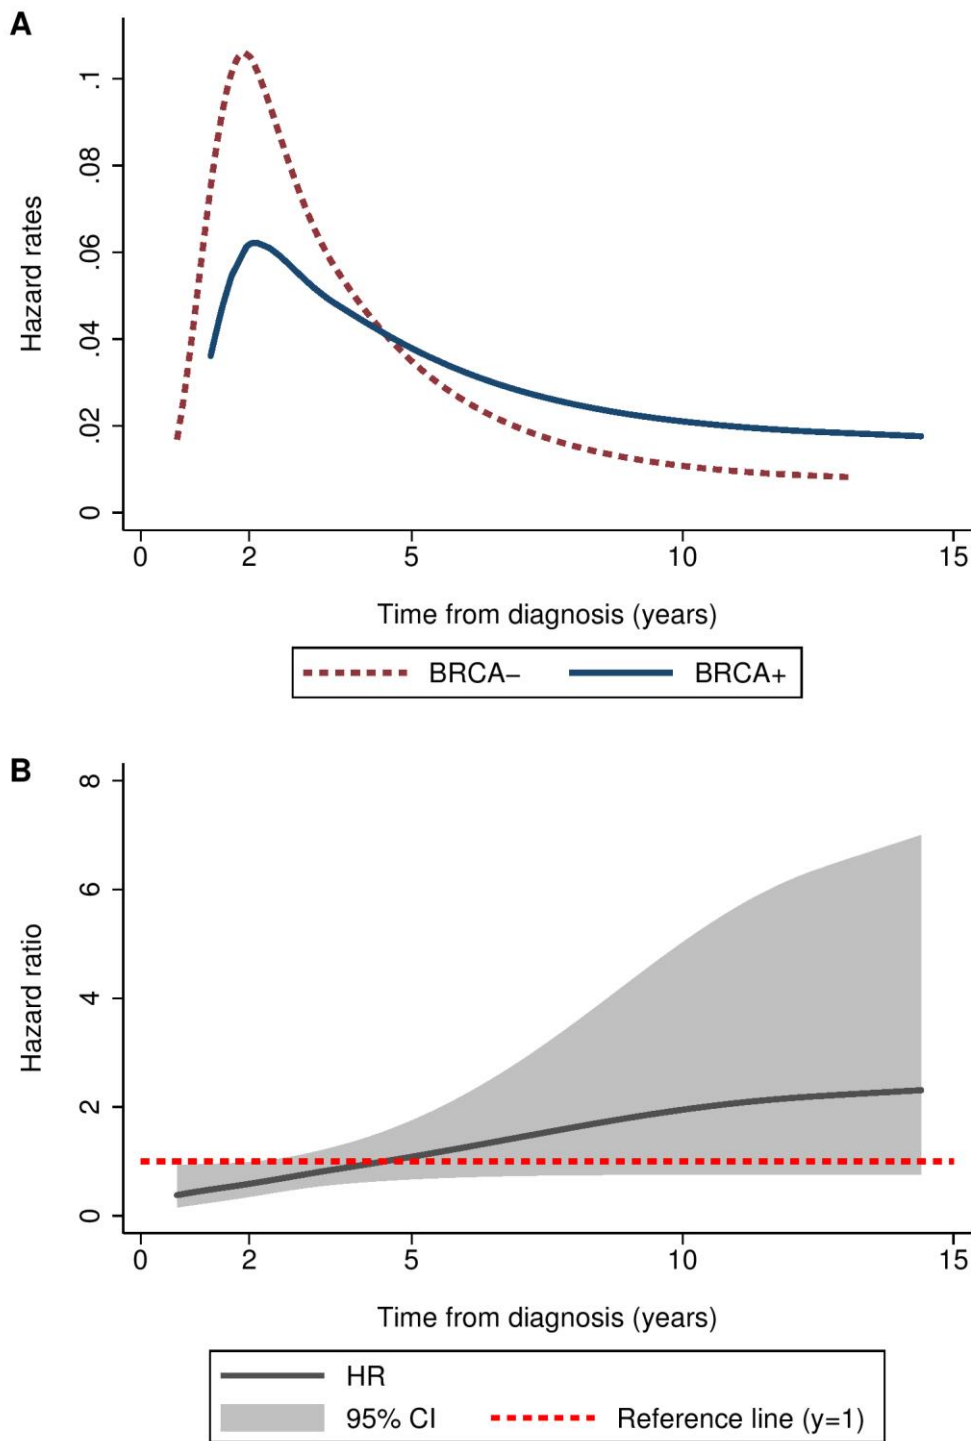 A
.1
.08
.06
.04
.02
0
Hazard rates
0 2 5 10 15
Time from diagnosis (years)
BRCA− BRCA+
B
8
6
4
2
0
Hazard ratio
0 2 5 10 15
Time from diagnosis (years)
HR
95% CI Reference line (y=1)